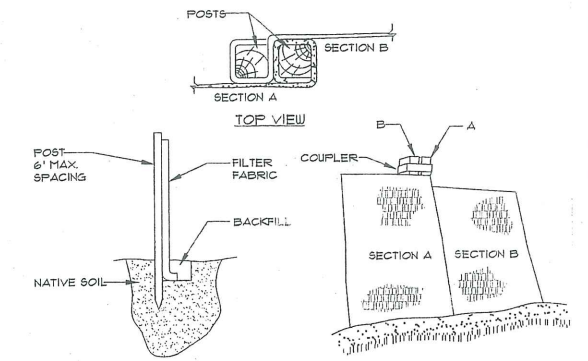 POSTS
SECTION B
SECTION A
TOP VIEW
POST
6' MAX.
SPACING
FILTER
FABRIC
BACKFILL
NATIVE SOIL
B
A
COUPLER
SECTION A
SECTION B